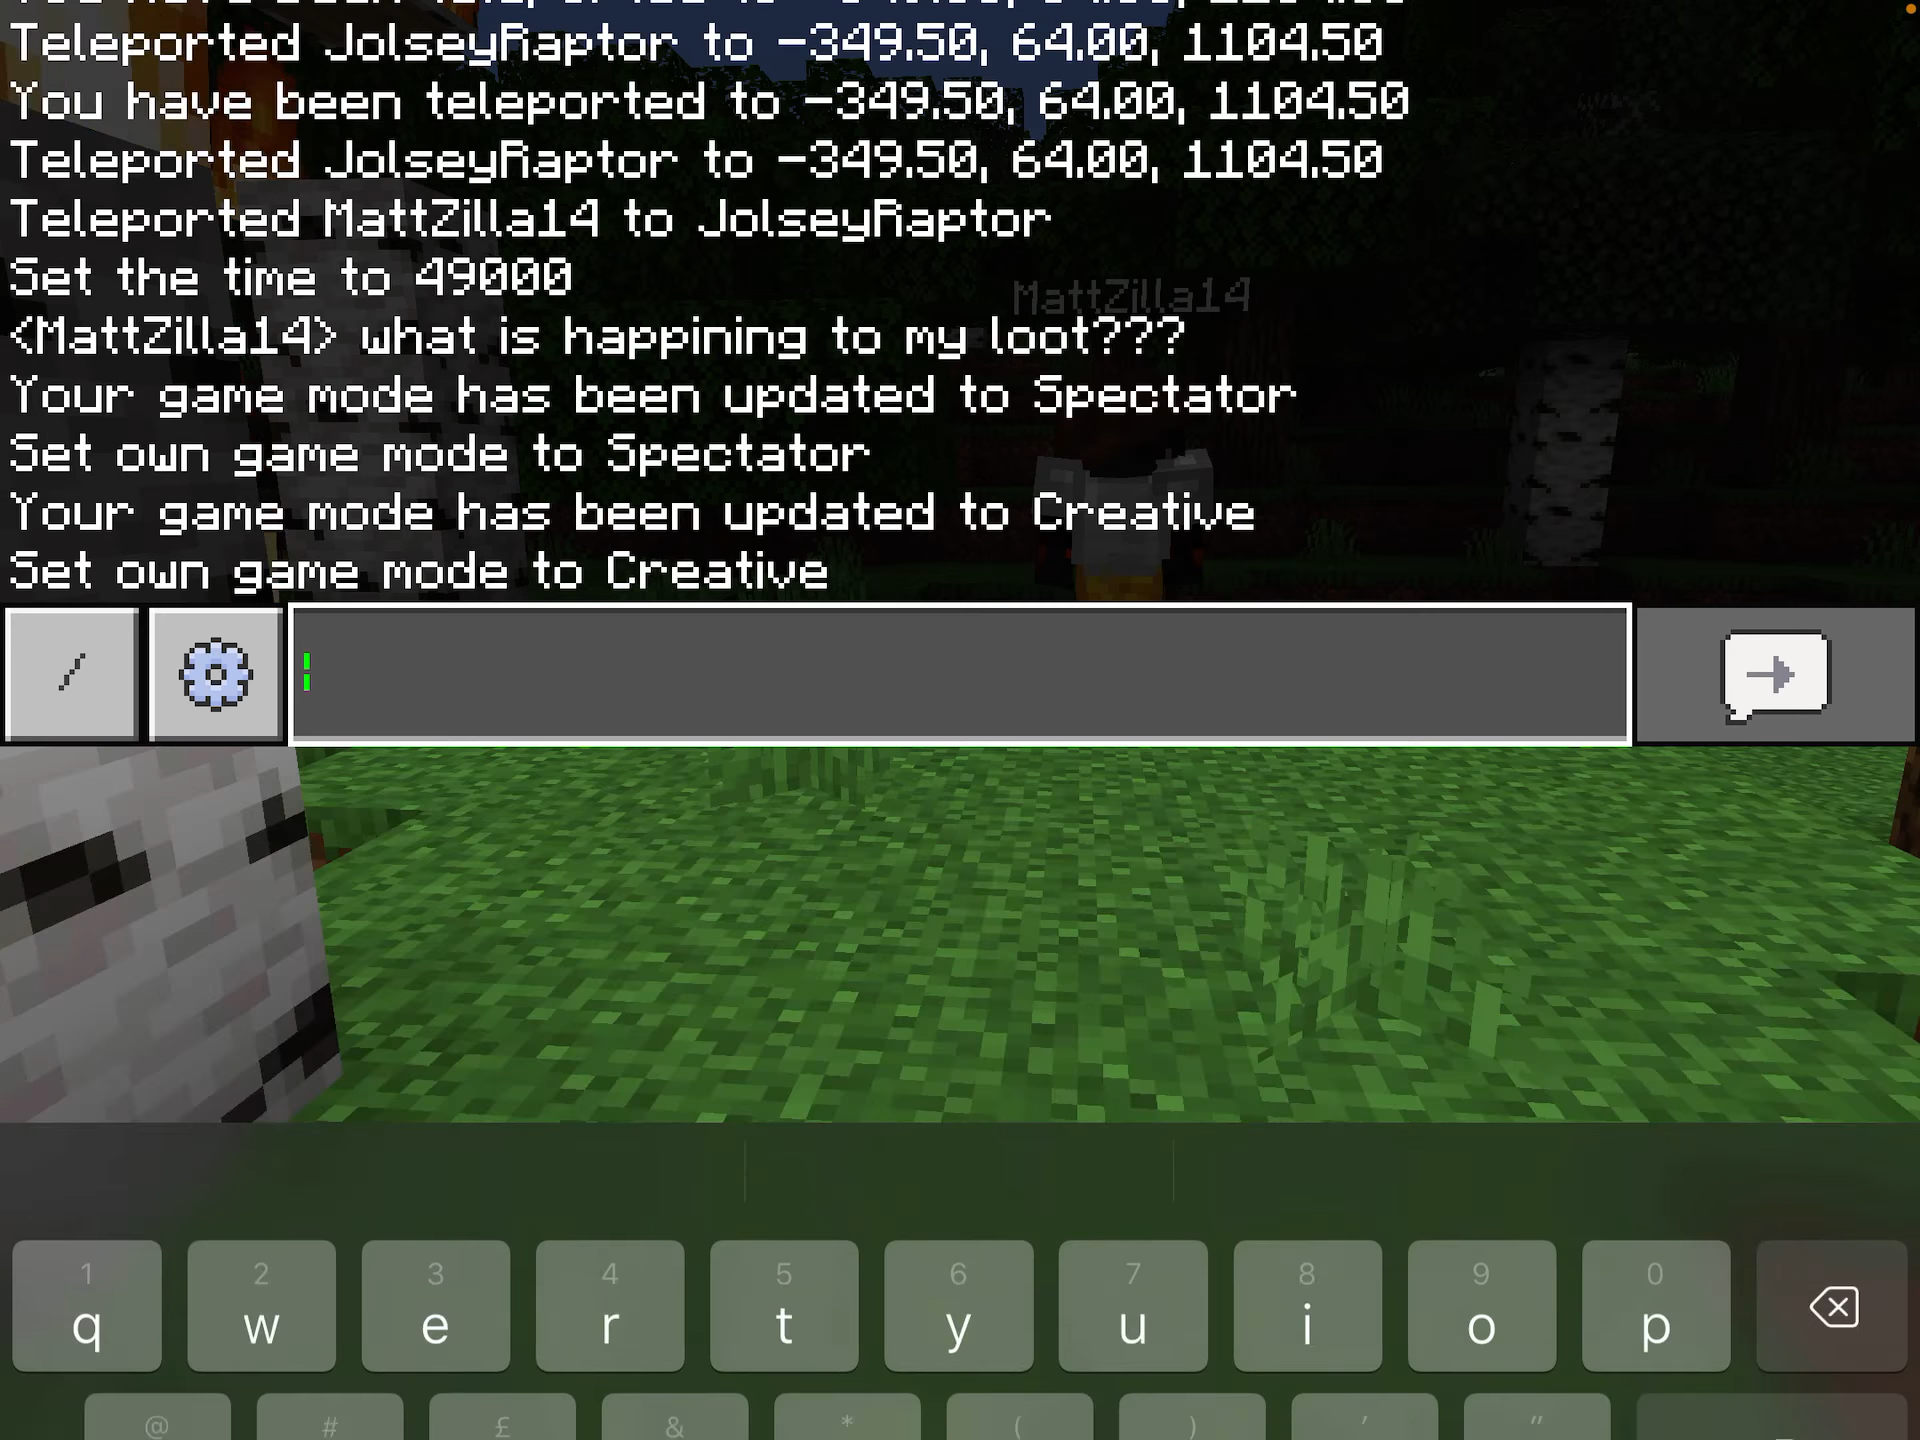 Teleported JolseyRaptor to -349.50, 64.00, 1104.50
You have been teleported to -349.50, 64.00, 1104.50
Teleported JolseyRaptor to -349.50, 64.00, 1104.50
Teleported MattZilla14 to JolseyRaptor
Set the time to 49000
MattZilla14
<MattZilla14> what is happining to my loot???
Your game mode has been updated to Spectator
Set own game mode to Spectator
Your game mode has been updated to Creative
Set own game mode to Creative
/
1 2 3 4 5 6 7 8 9 0
q w e r t y u i o p
@ # £ & * ( ) ' "